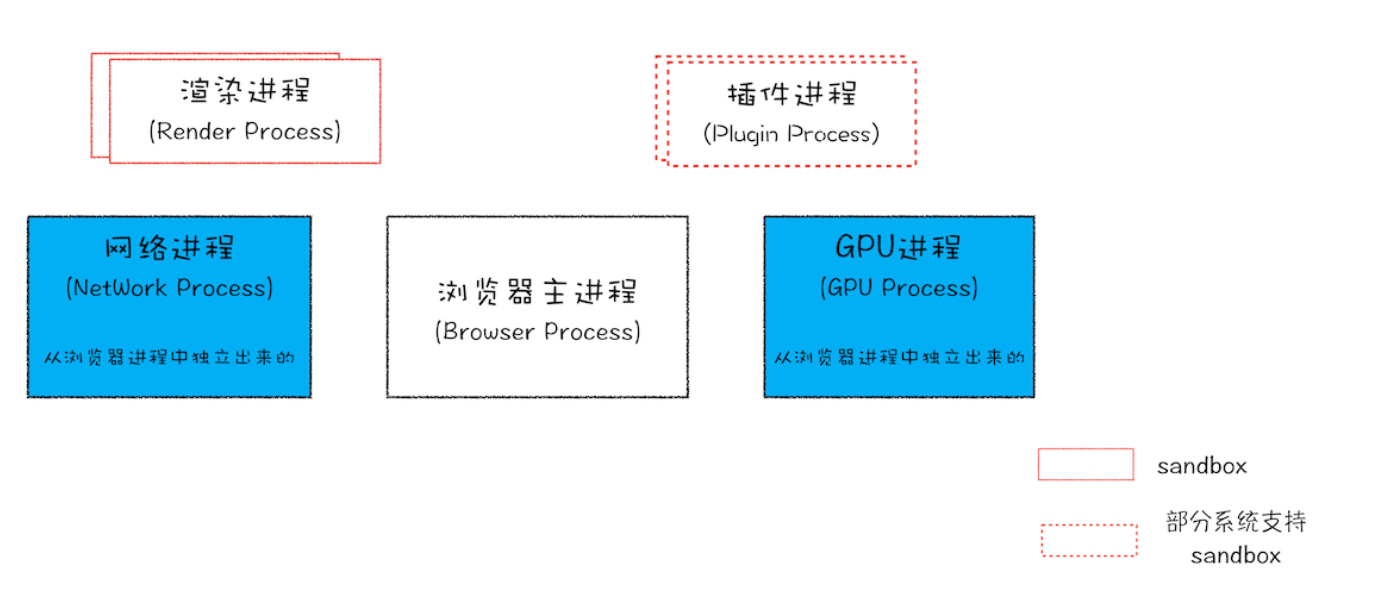 渲染进程
(Render Process)
插件进程
(Plugin Process)
网络进程
(NetWork Process)
从浏览器进程中独立出来的
浏览器主进程
(Browser Process)
GPU进程
(GPU Process)
从浏览器进程中独立出来的
sandbox
部分系统支持
sandbox